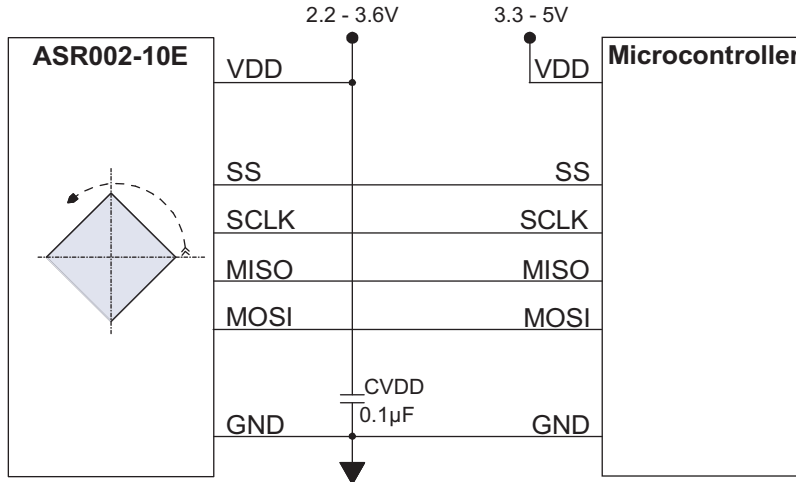 2.2 - 3.6V
3.3 - 5V
ASR002-10E
VDD
VDD
Microcontroller
SS
SS
SCLK
SCLK
MISO
MISO
MOSI
MOSI
CVDD
0.1µF
GND
GND